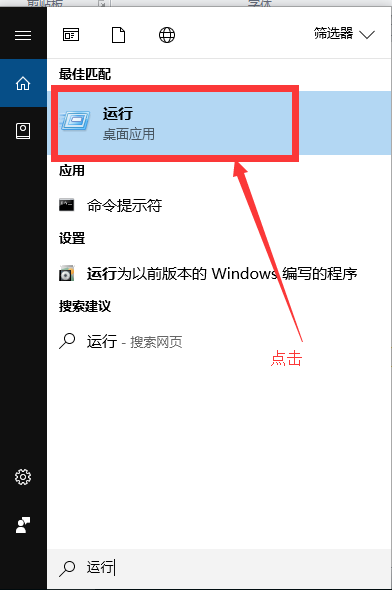 筛选器
最佳匹配
运行
桌面应用
应用
命令提示符
设置
运行为以前版本的 Windows 编写的程序
搜索建议
运行 - 搜索网页
点击
运行